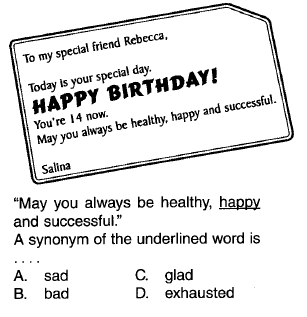 To my special friend Rebecca,
Today is your special day.
HAPPY BIRTHDAY!
You're 14 now.
May you always be healthy, happy and successful.
Salina
“May you always be healthy, happy
and successful.”
A synonym of the underlined word is
. . . .
A. sad C. glad
B. bad D. exhausted